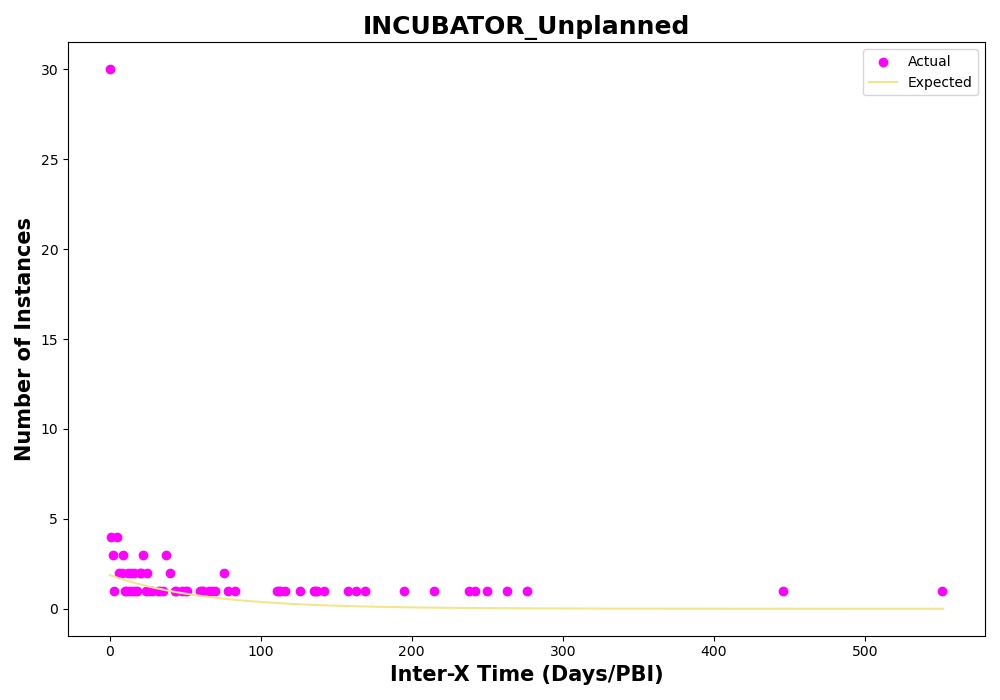 INCUBATOR_Unplanned
Actual
Expected
Number of Instances
30
25
20
15
10
5
0
0 100 200 300 400 500
Inter-X Time (Days/PBI)